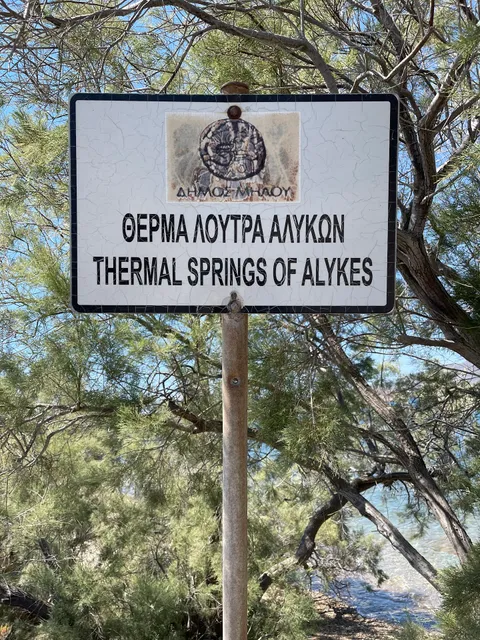 ΔΗΜΟΣ ΜΗΛΟΥ
ΘΕΡΜΑ ΛΟΥΤΡΑ ΑΛΥΚΩΝ
THERMAL SPRINGS OF ALYKES